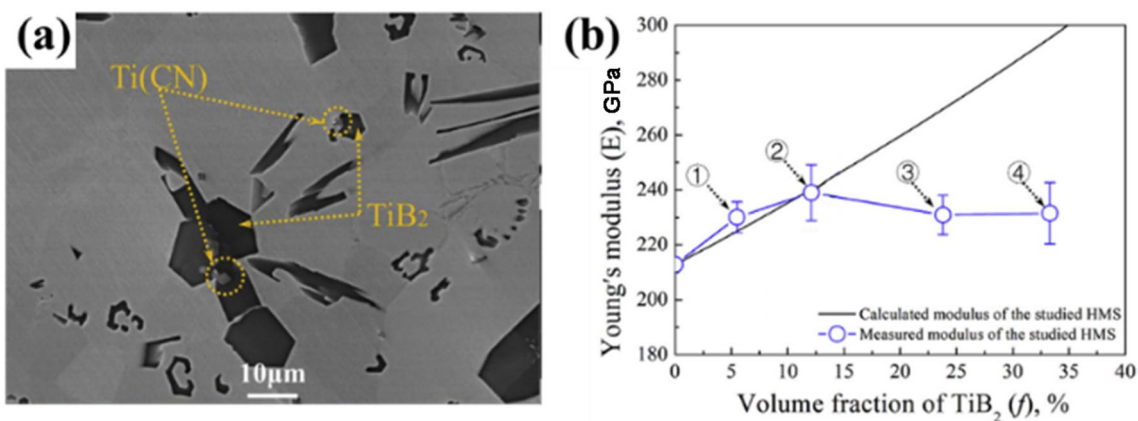 (a)
Ti(CN)
TiB₂
10μm
(b)
Young's modulus (E), GPa
300
280
260
240
220
200
180
①
②
③
④
Calculated modulus of the studied HMS
Measured modulus of the studied HMS
0 5 10 15 20 25 30 35 40
Volume fraction of TiB₂ (f), %